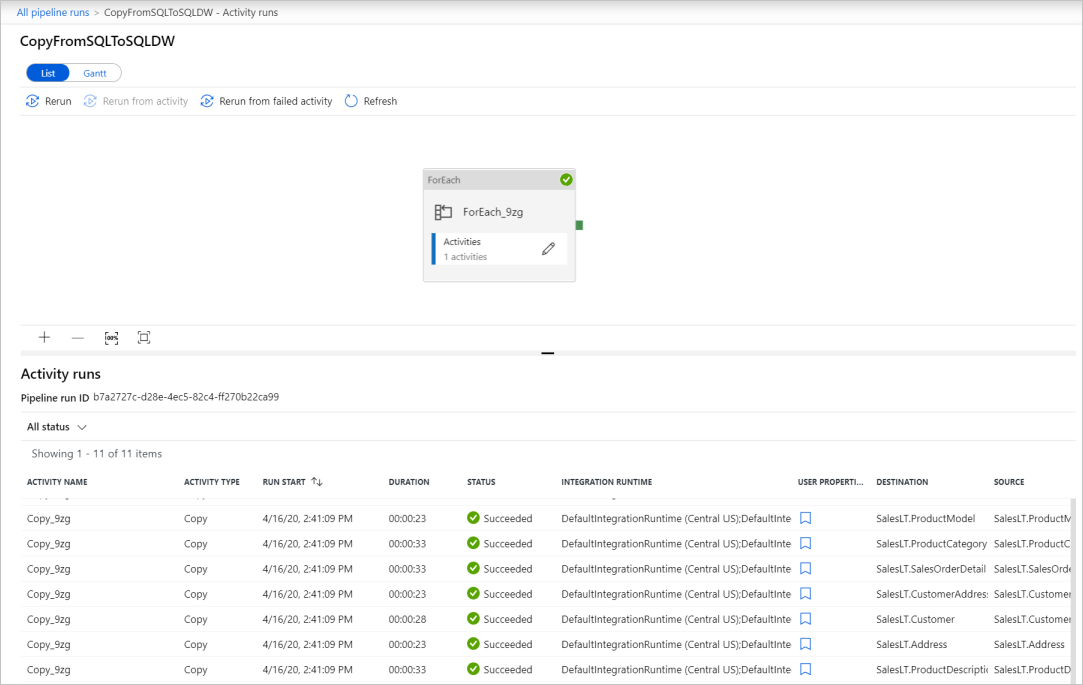 All pipeline runs > CopyFromSQLToSQLDW - Activity runs
CopyFromSQLToSQLDW
List Gantt
Rerun Rerun from activity Rerun from failed activity Refresh
ForEach
ForEach_9zg
Activities
1 activities
100%
Activity runs
Pipeline run ID b7a2727c-d28e-4ec5-82c4-ff270b22ca99
All status
Showing 1 - 11 of 11 items
ACTIVITY NAME ACTIVITY TYPE RUN START DURATION STATUS INTEGRATION RUNTIME USER PROPERTI... DESTINATION SOURCE
Copy_9zg Copy 4/16/20, 2:41:09 PM 00:00:23 Succeeded DefaultIntegrationRuntime (Central US);DefaultInte SalesLT.ProductModel SalesLT.ProductM
Copy_9zg Copy 4/16/20, 2:41:09 PM 00:00:33 Succeeded DefaultIntegrationRuntime (Central US);DefaultInte SalesLT.ProductCategory SalesLT.ProductC
Copy_9zg Copy 4/16/20, 2:41:09 PM 00:00:33 Succeeded DefaultIntegrationRuntime (Central US);DefaultInte SalesLT.SalesOrderDetail SalesLT.SalesOrde
Copy_9zg Copy 4/16/20, 2:41:09 PM 00:00:23 Succeeded DefaultIntegrationRuntime (Central US);DefaultInte SalesLT.CustomerAddress SalesLT.Customer
Copy_9zg Copy 4/16/20, 2:41:09 PM 00:00:28 Succeeded DefaultIntegrationRuntime (Central US);DefaultInte SalesLT.Customer SalesLT.Customer
Copy_9zg Copy 4/16/20, 2:41:09 PM 00:00:23 Succeeded DefaultIntegrationRuntime (Central US);DefaultInte SalesLT.Address SalesLT.Address
Copy_9zg Copy 4/16/20, 2:41:09 PM 00:00:33 Succeeded DefaultIntegrationRuntime (Central US);DefaultInte SalesLT.ProductDescripti SalesLT.ProductD